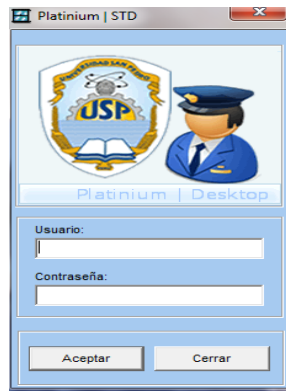 Platinium | STD
UNIVERSIDAD SAN PEDRO
USP
Platinium | Desktop
Usuario:
Contraseña:
Aceptar
Cerrar